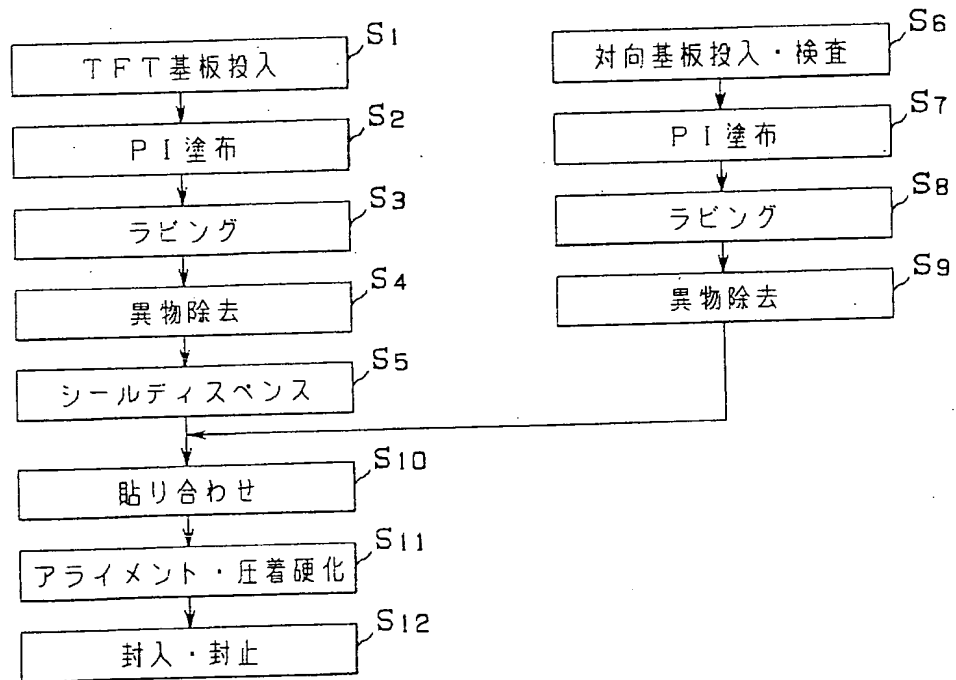 S1
TFT基板投入
S2
PI塗布
S3
ラビング
S4
異物除去
S5
シールディスペンス
S6
対向基板投入・検査
S7
PI塗布
S8
ラビング
S9
異物除去
S10
貼り合わせ
S11
アライメント・圧着硬化
S12
封入・封止